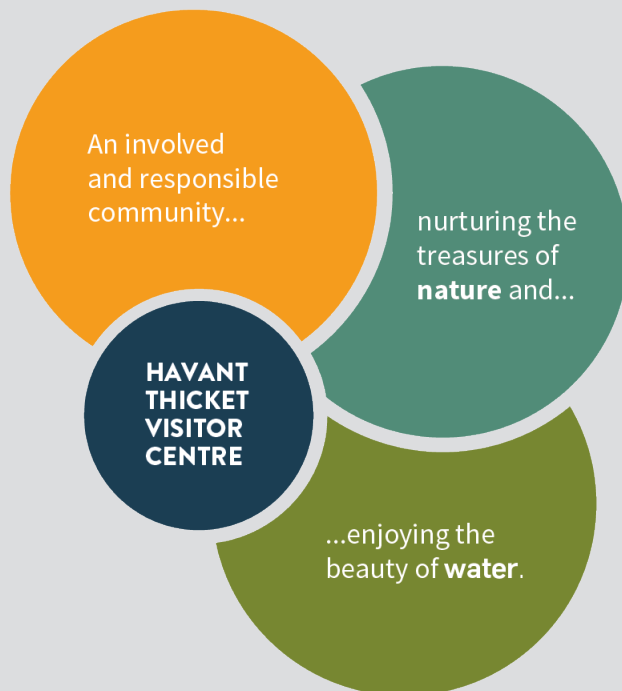 An involved
and responsible
community...
nurturing the
treasures of
nature and...
HAVANT
THICKET
VISITOR
CENTRE
...enjoying the
beauty of water.